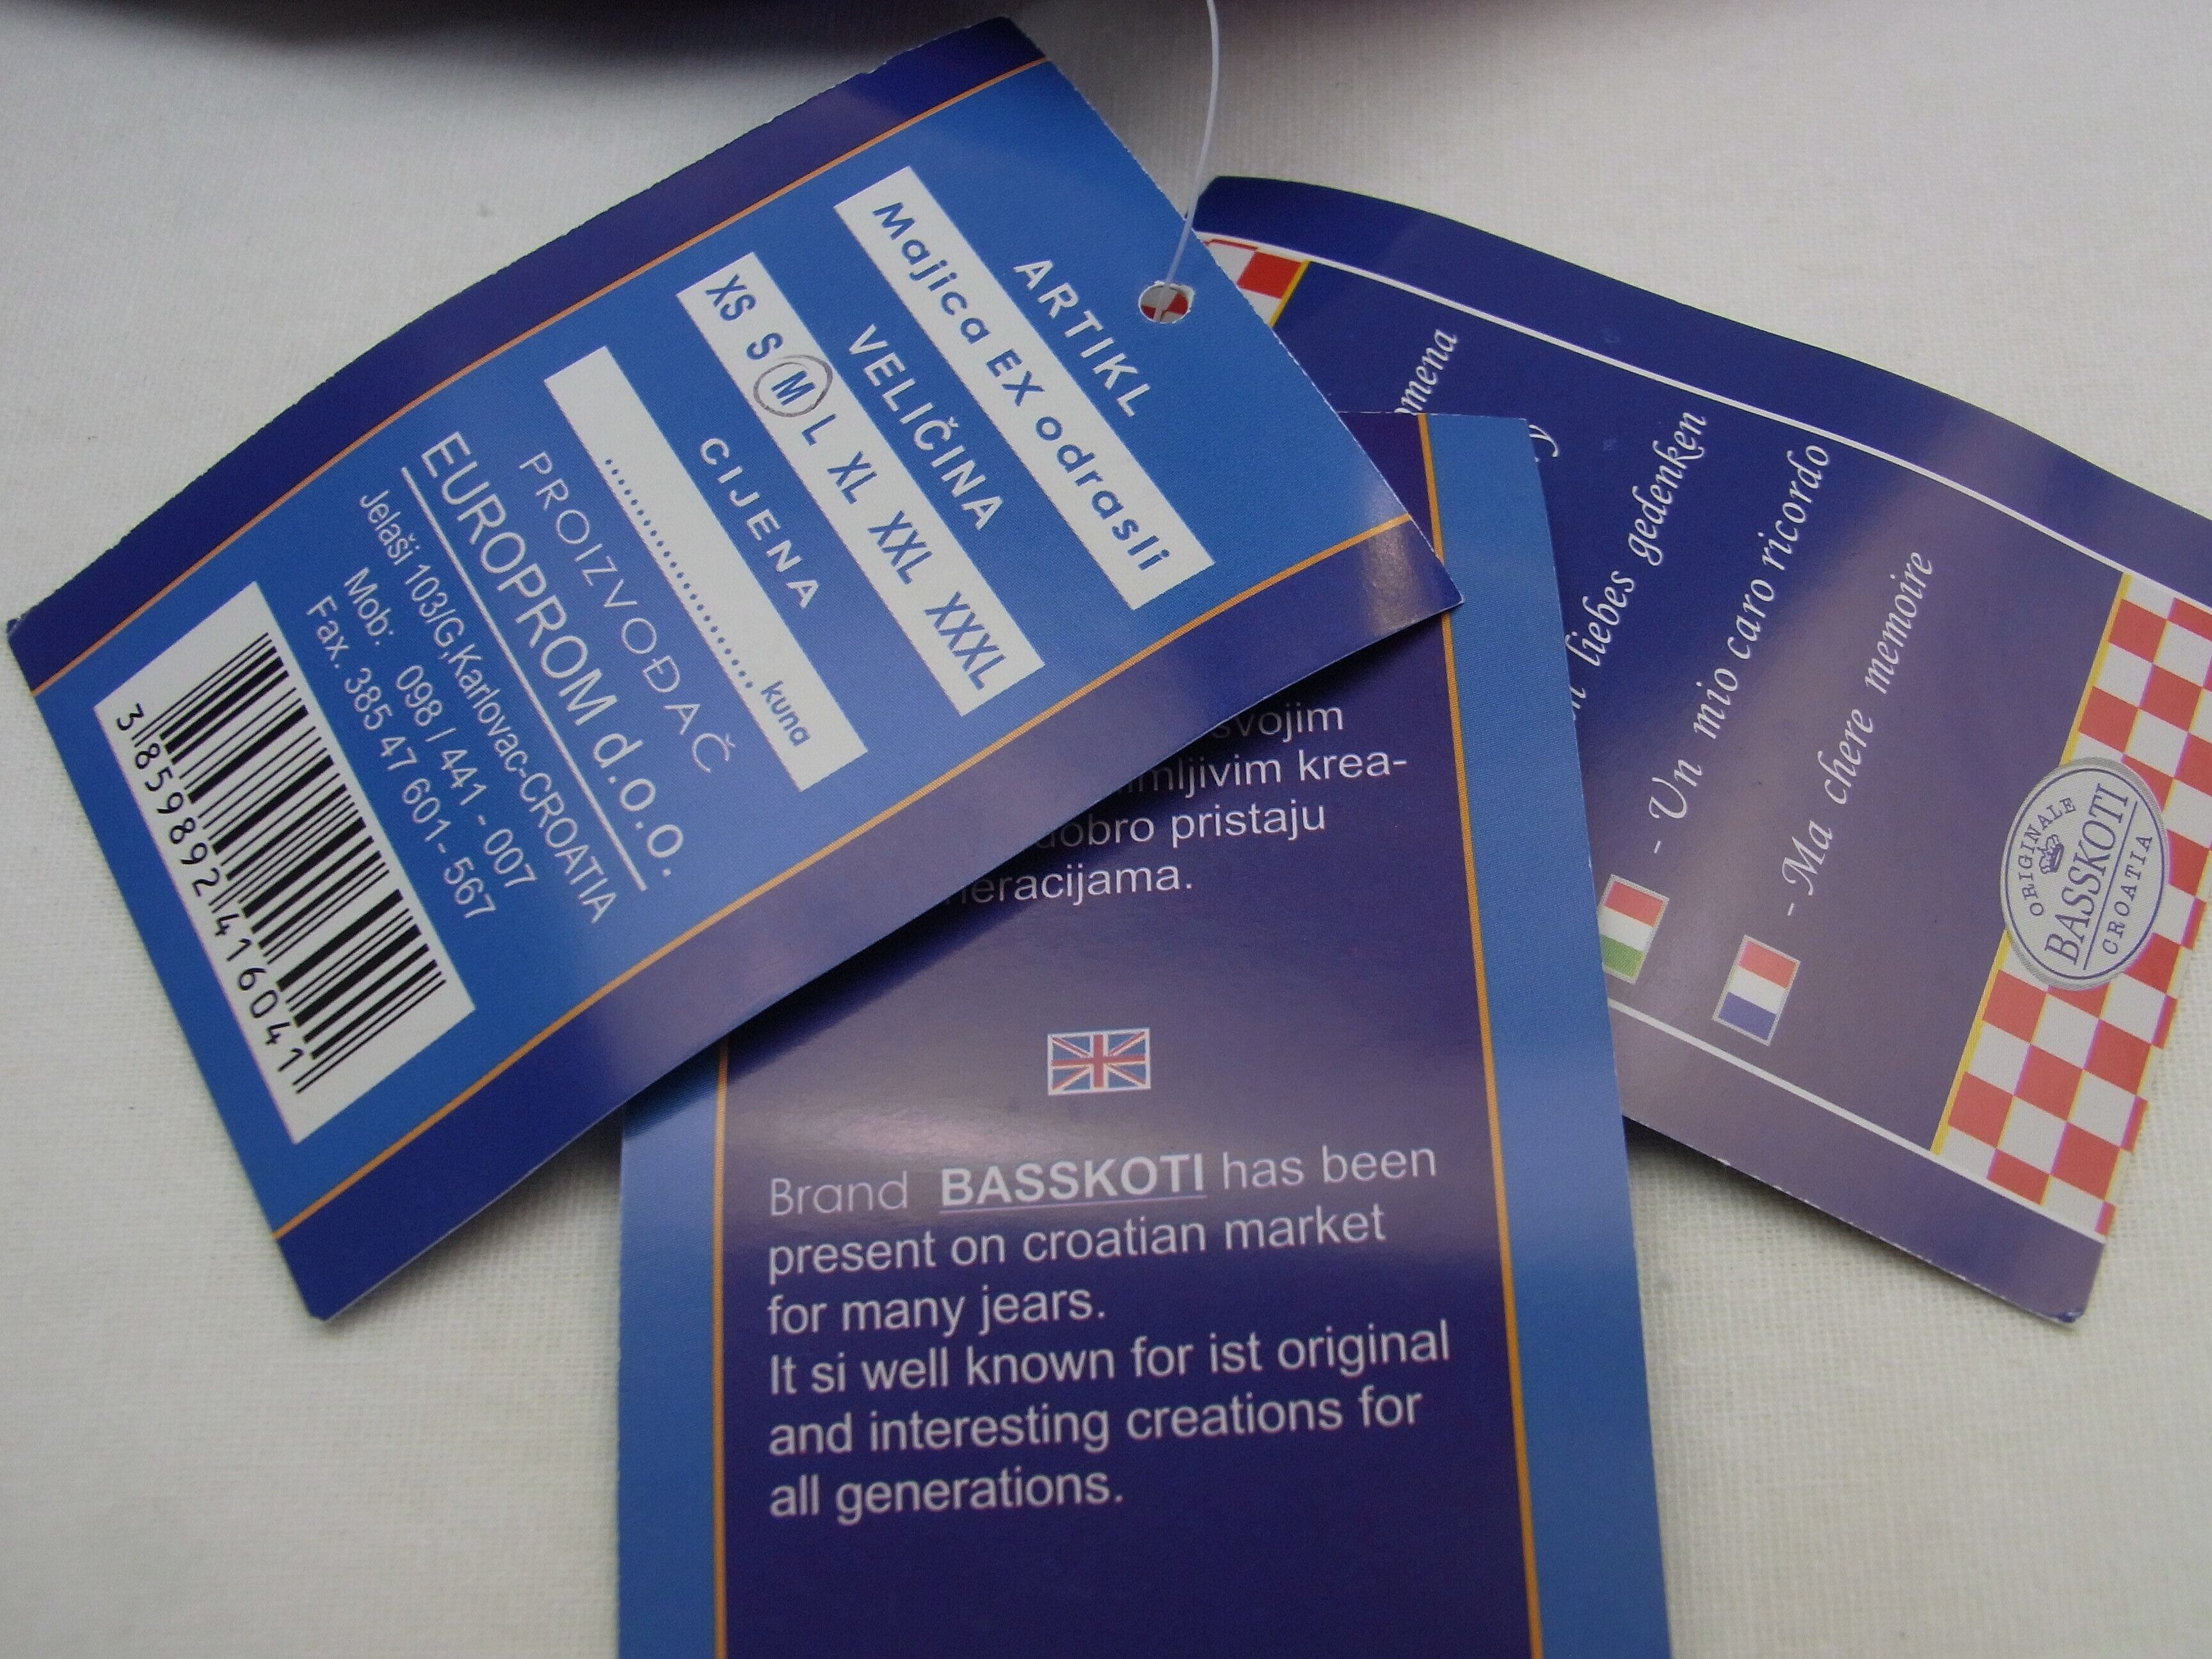 ARTIKL
Majica EX odrasli
VELIČINA
XS S M L XL XXL XXXL
CIJENA
........................ kuna
PROIZVOĐAČ
EUROPROM d.o.o.
Jelaši 103/G,Karlovac-CROATIA
Mob: 098 / 441 - 007
Fax. 385 47 601- 567
3859892416041
svojim
krea-
dobro pristaju
Brand BASSKOTI has been
present on croatian market
for many jears.
It si well known for ist original
and interesting creations for
all generations.
liebes gedenken
- Un mio caro ricordo
- Ma chere memoire
ORIGINALE
BASSKOTI
CROATIA